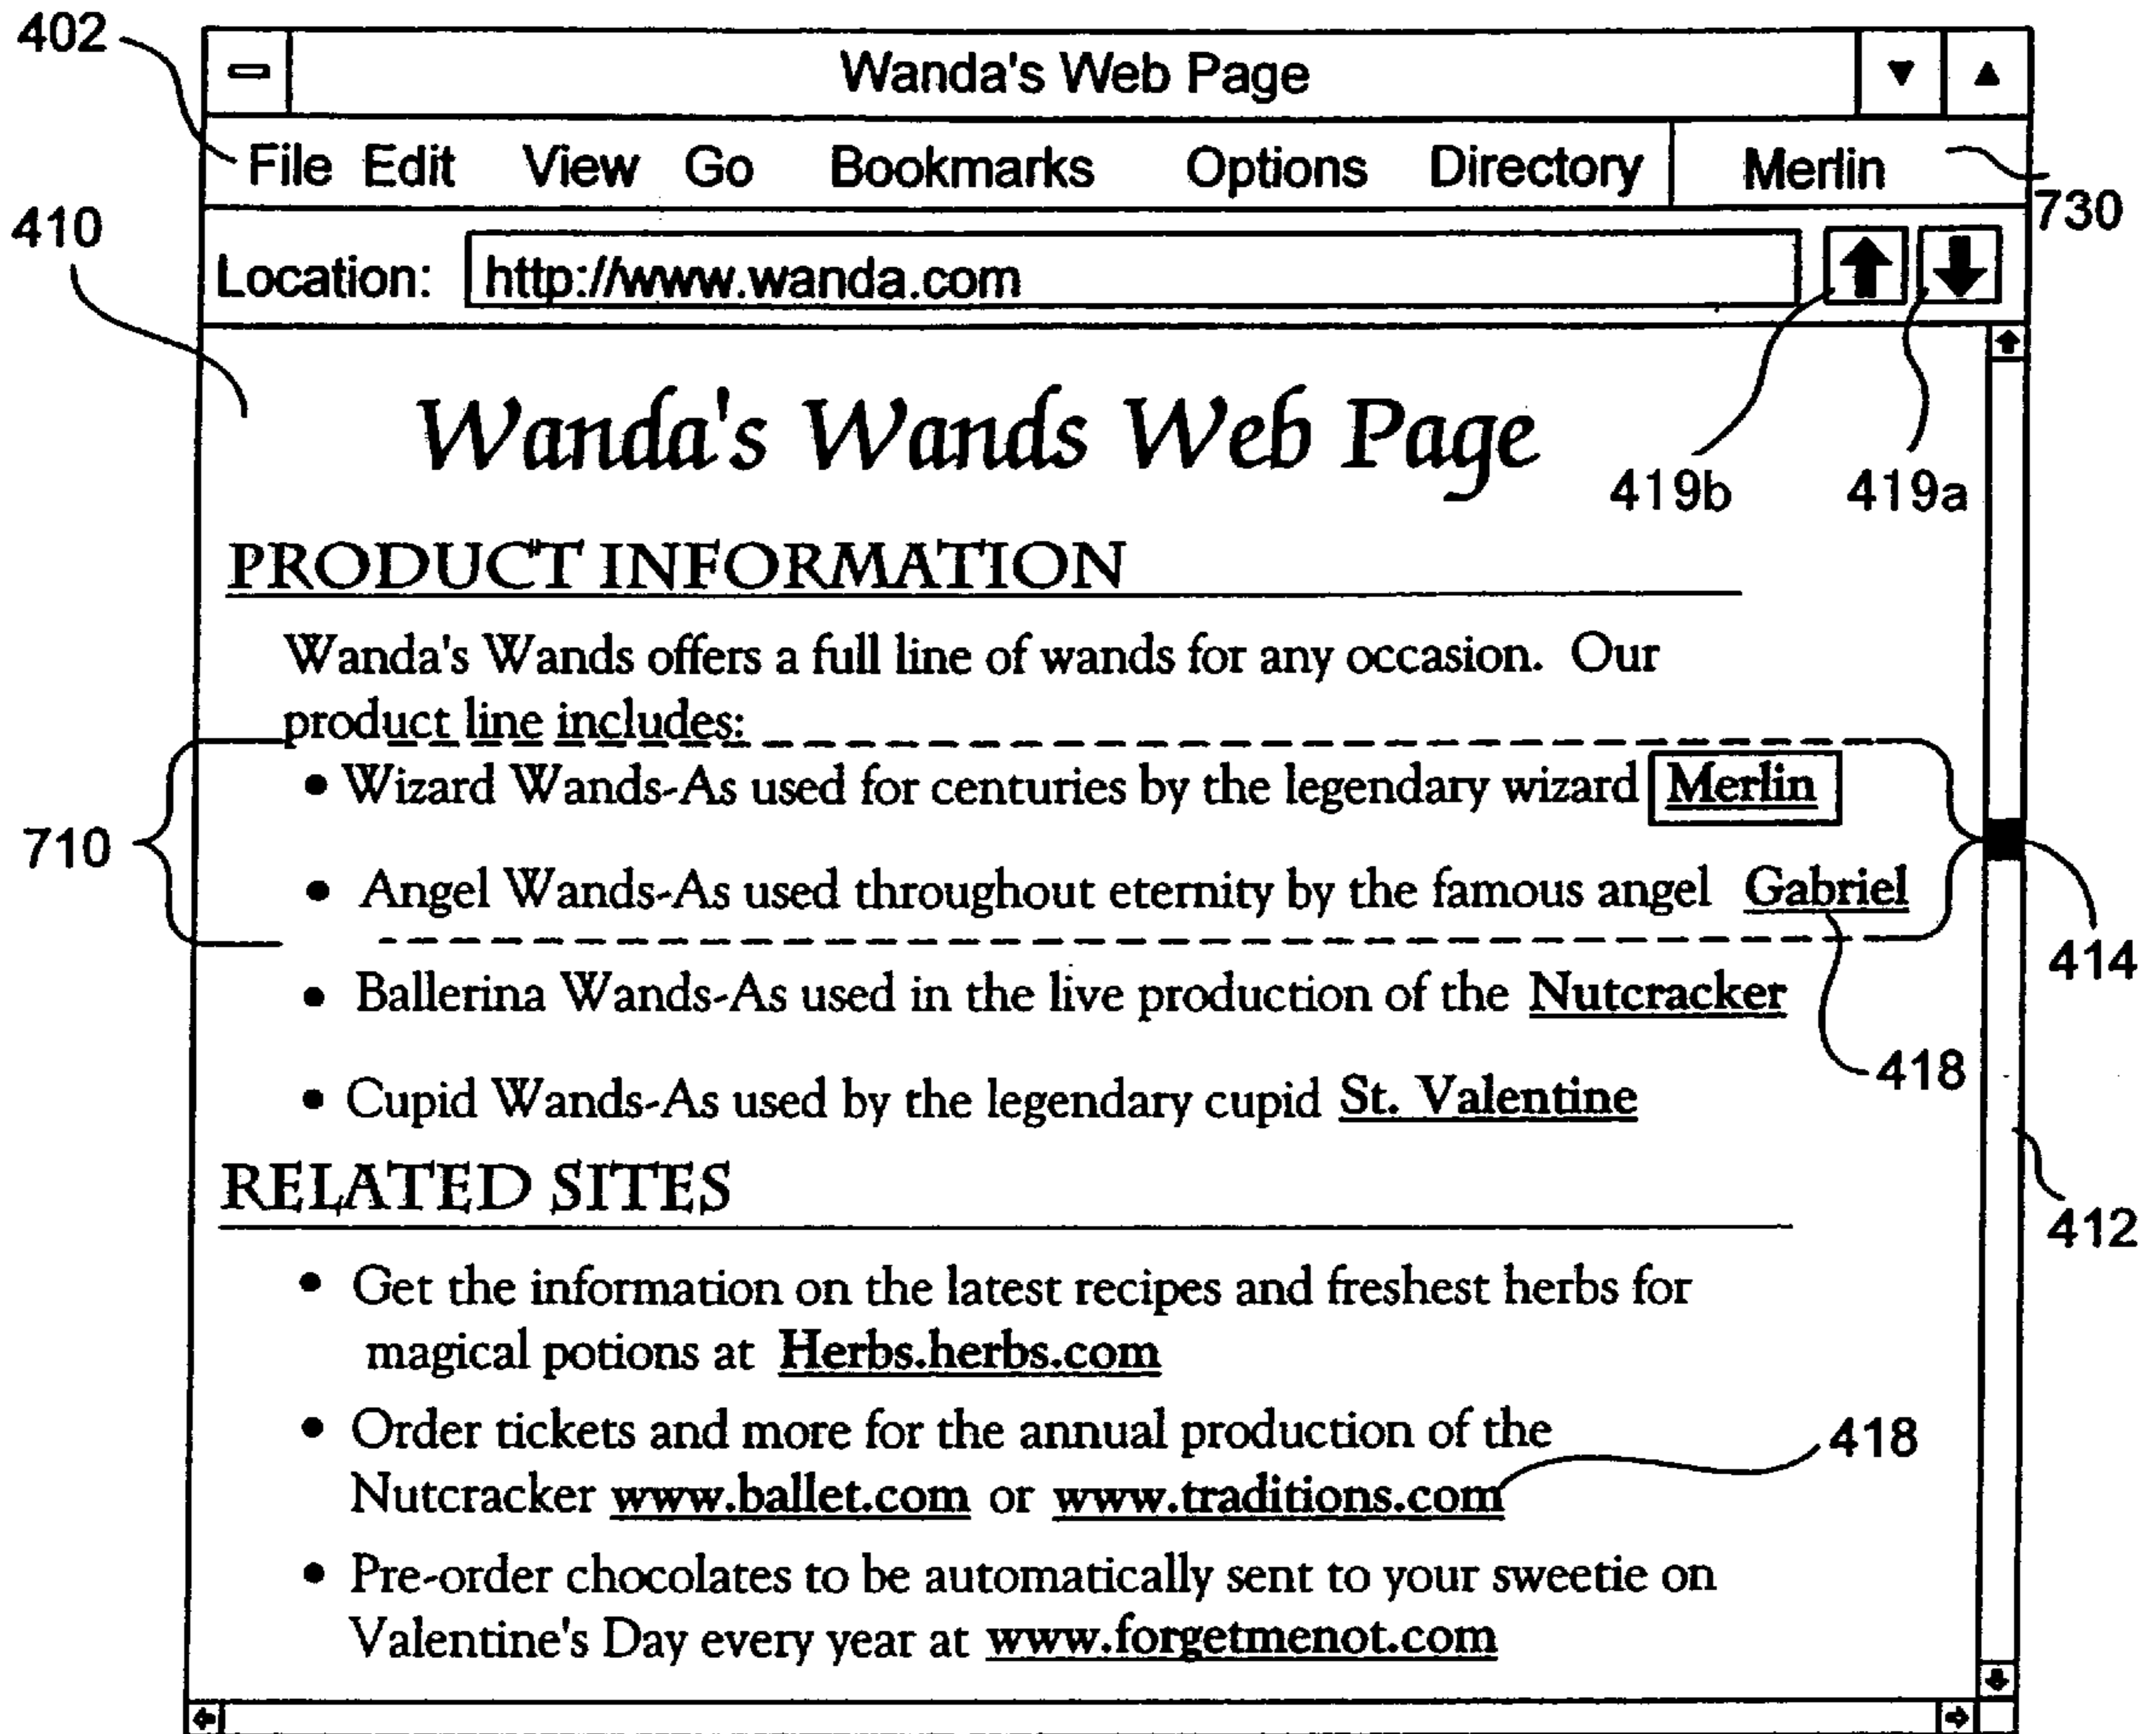 402
Wanda's Web Page
File Edit View Go Bookmarks Options Directory Merlin
730
410
Location: http://www.wanda.com
Wanda's Wands Web Page
419b 419a
PRODUCT INFORMATION
Wanda's Wands offers a full line of wands for any occasion. Our
product line includes:
• Wizard Wands-As used for centuries by the legendary wizard Merlin
710
• Angel Wands-As used throughout eternity by the famous angel Gabriel
414
• Ballerina Wands-As used in the live production of the Nutcracker
418
• Cupid Wands-As used by the legendary cupid St. Valentine
RELATED SITES
412
• Get the information on the latest recipes and freshest herbs for
magical potions at Herbs.herbs.com
• Order tickets and more for the annual production of the
418
Nutcracker www.ballet.com or www.traditions.com
• Pre-order chocolates to be automatically sent to your sweetie on
Valentine's Day every year at www.forgetmenot.com